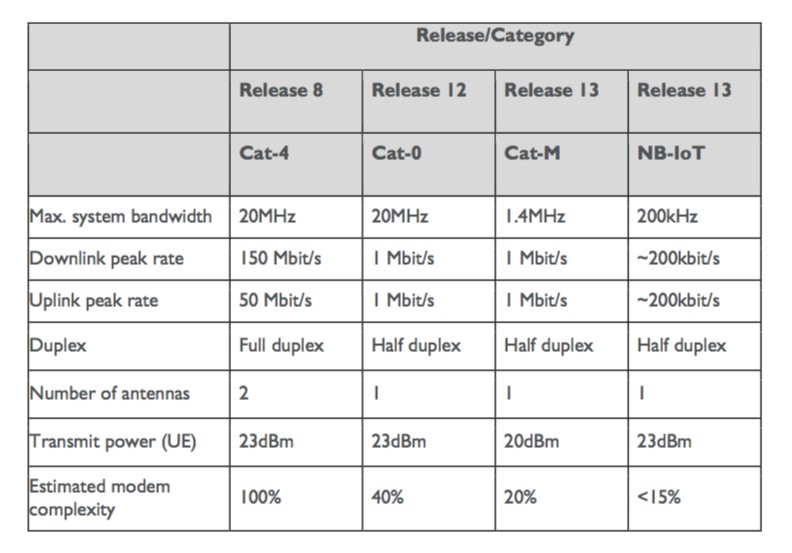 Release/Category
Release 8 Release 12 Release 13 Release 13
Cat-4 Cat-0 Cat-M NB-IoT
Max. system bandwidth 20MHz 20MHz 1.4MHz 200kHz
Downlink peak rate 150 Mbit/s 1 Mbit/s 1 Mbit/s ~200kbit/s
Uplink peak rate 50 Mbit/s 1 Mbit/s 1 Mbit/s ~200kbit/s
Duplex Full duplex Half duplex Half duplex Half duplex
Number of antennas 2 1 1 1
Transmit power (UE) 23dBm 23dBm 20dBm 23dBm
Estimated modem
complexity 100% 40% 20% <15%